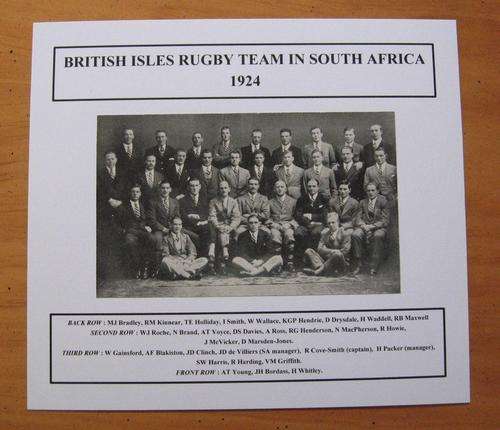 BRITISH ISLES RUGBY TEAM IN SOUTH AFRICA
1924
BACK ROW : MJ Bradley, RM Kinnear, TE Holliday, I Smith, W Wallace, KGP Hendrie, D Drysdale, H Waddell, RB Maxwell
SECOND ROW : WJ Roche, N Brand, AT Voyce, DS Davies, A Ross, RG Henderson, N MacPherson, R Howie,
J McVicker, D Marsden-Jones.
THIRD ROW : W Gainsford, AF Blakiston, JD Clinch, JD de Villiers (SA manager), R Cove-Smith (captain), H Packer (manager),
SW Harris, R Harding, VM Griffith.
FRONT ROW : AT Young, JH Bordass, H Whitley.